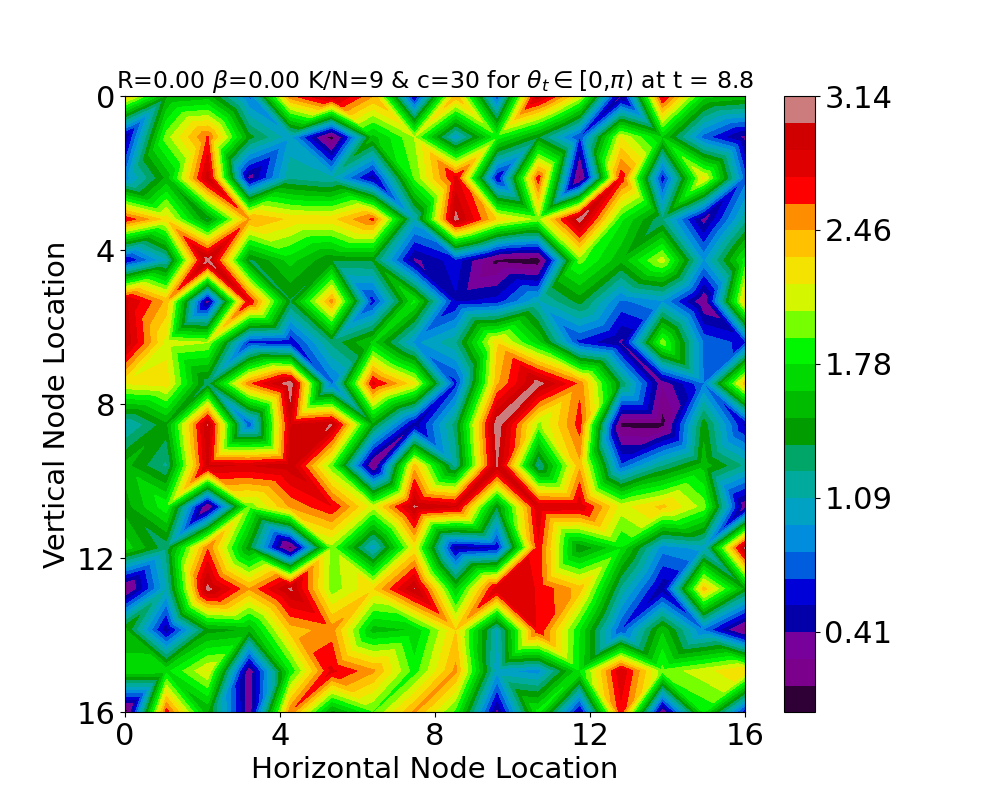 R=0.00 β=0.00 K/N=9 & c=30 for θ_t ∈ [0,π) at t = 8.8
0
4
8
12
16
Vertical Node Location
0 4 8 12 16
Horizontal Node Location
3.14
2.46
1.78
1.09
0.41